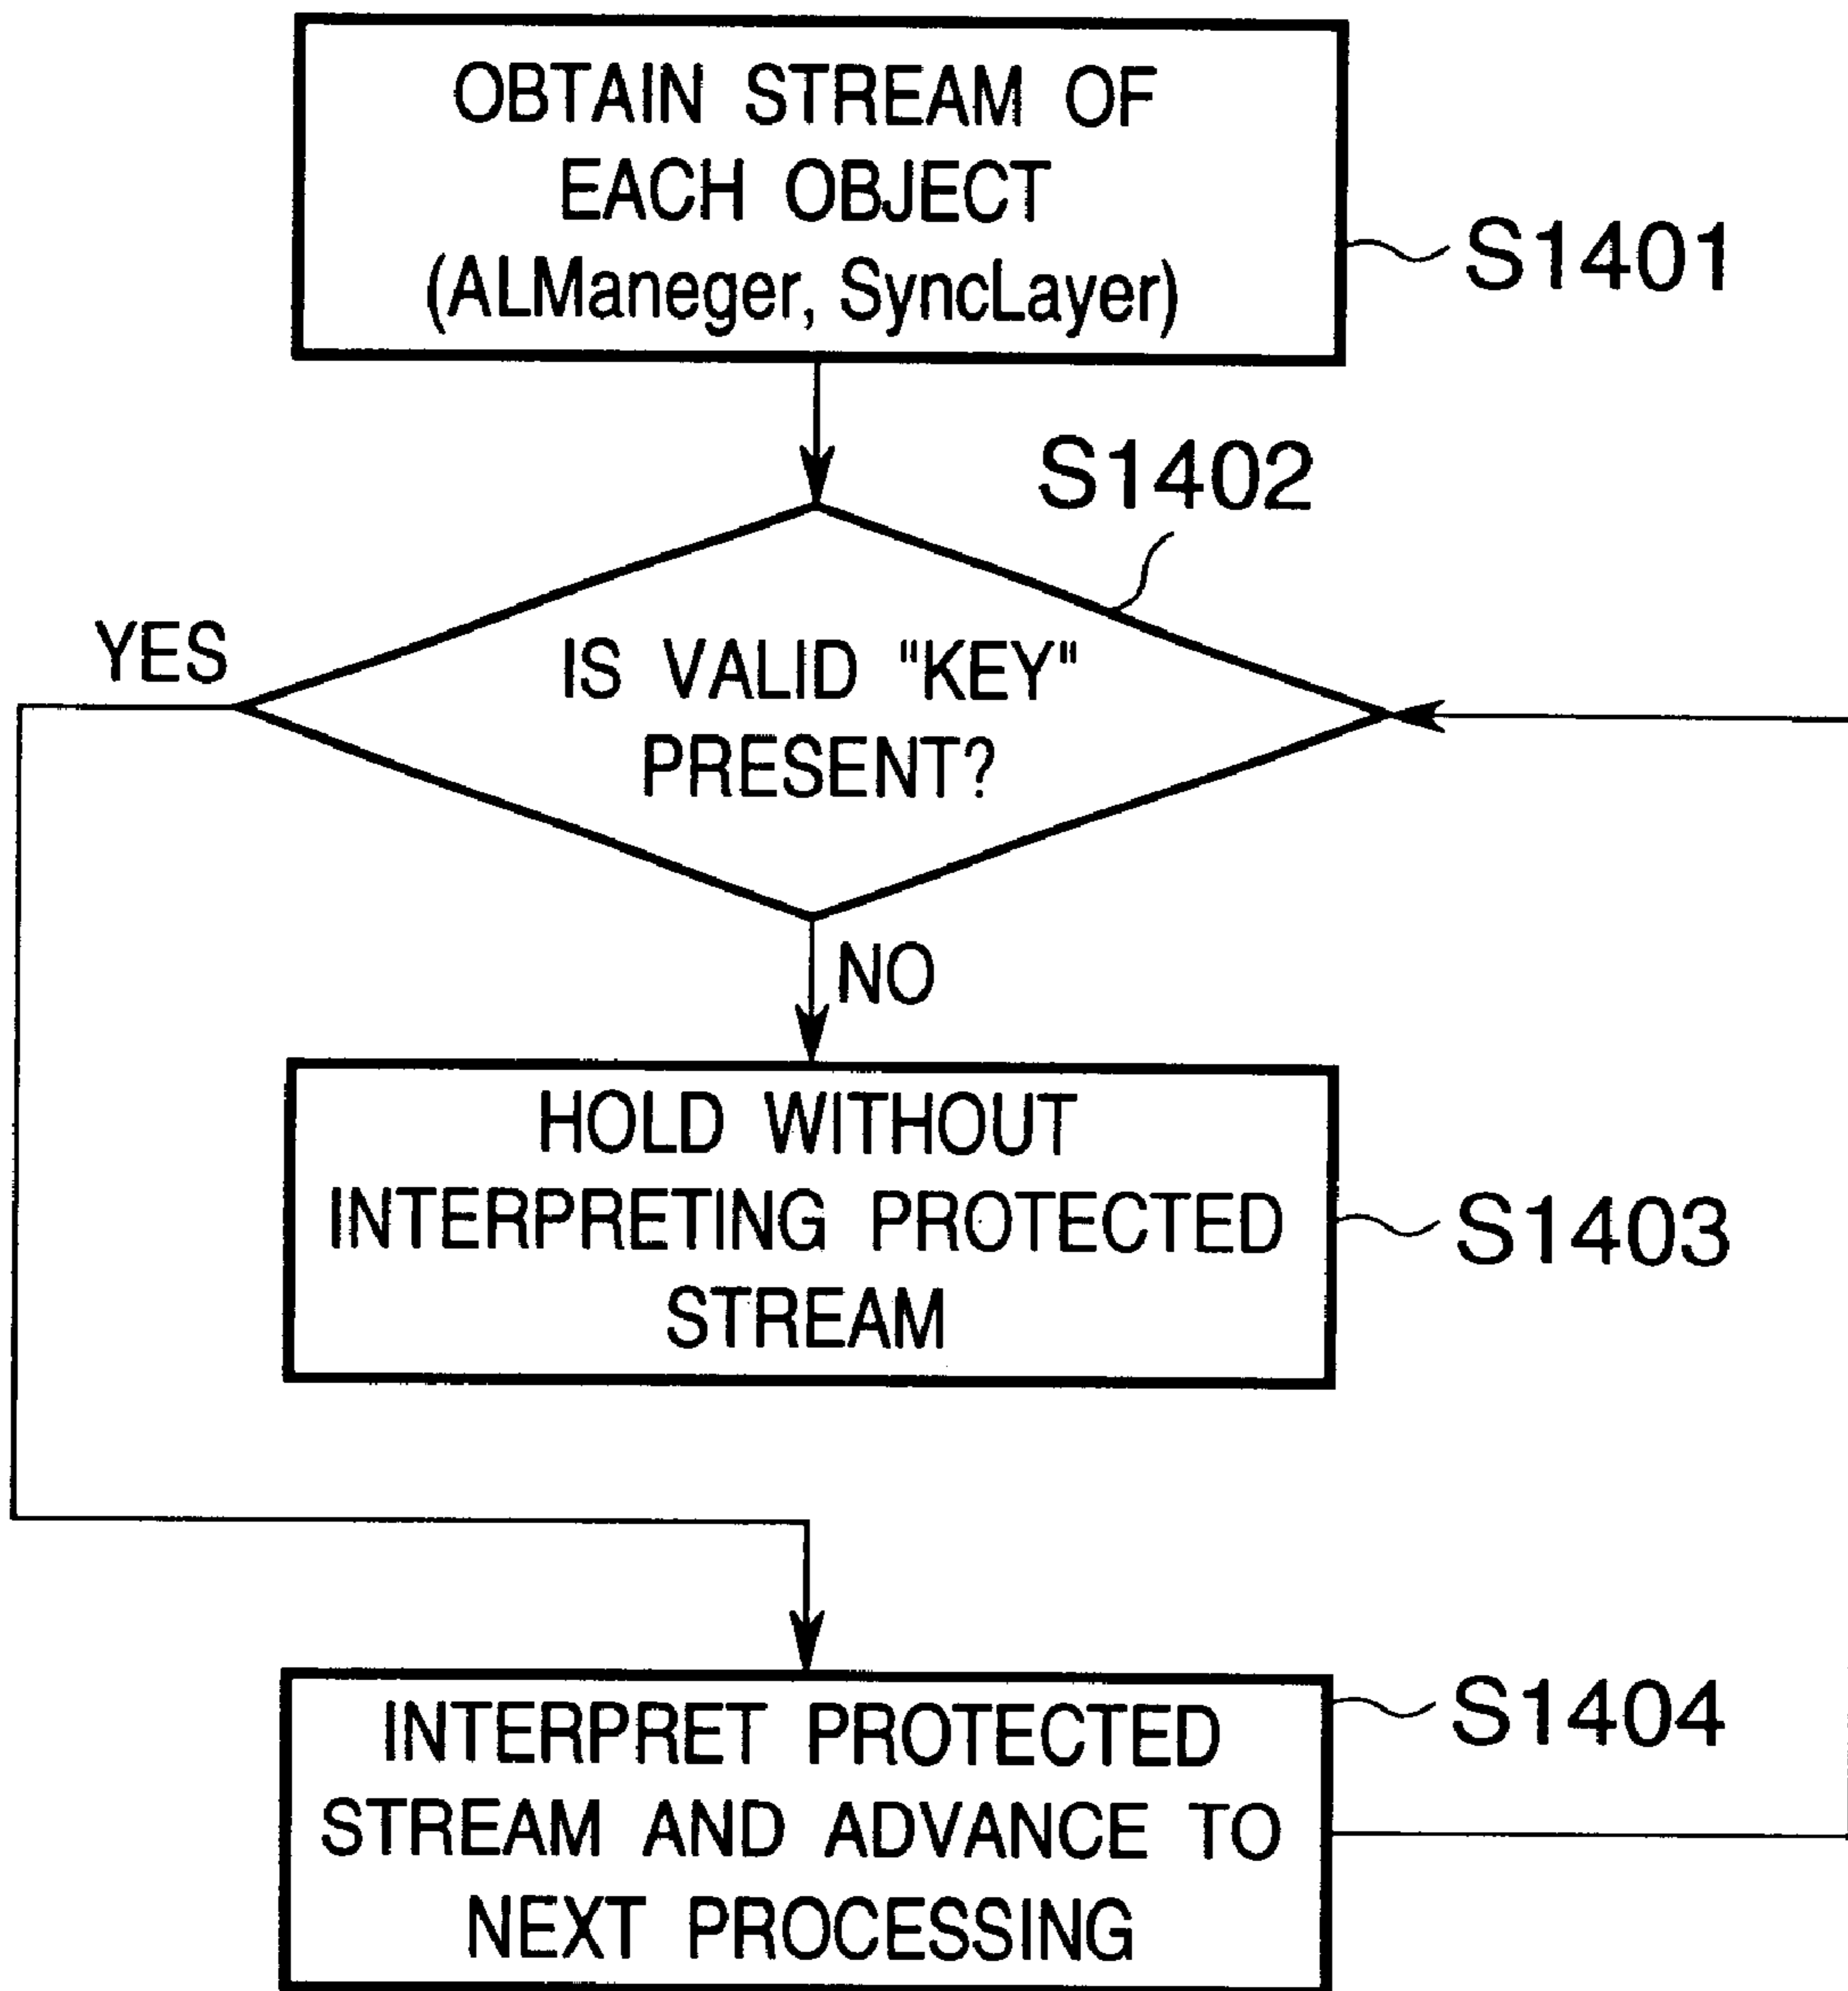 OBTAIN STREAM OF
EACH OBJECT
(ALManeger, SyncLayer)
S1401
S1402
YES
IS VALID "KEY"
PRESENT?
NO
HOLD WITHOUT
INTERPRETING PROTECTED
STREAM
S1403
S1404
INTERPRET PROTECTED
STREAM AND ADVANCE TO
NEXT PROCESSING